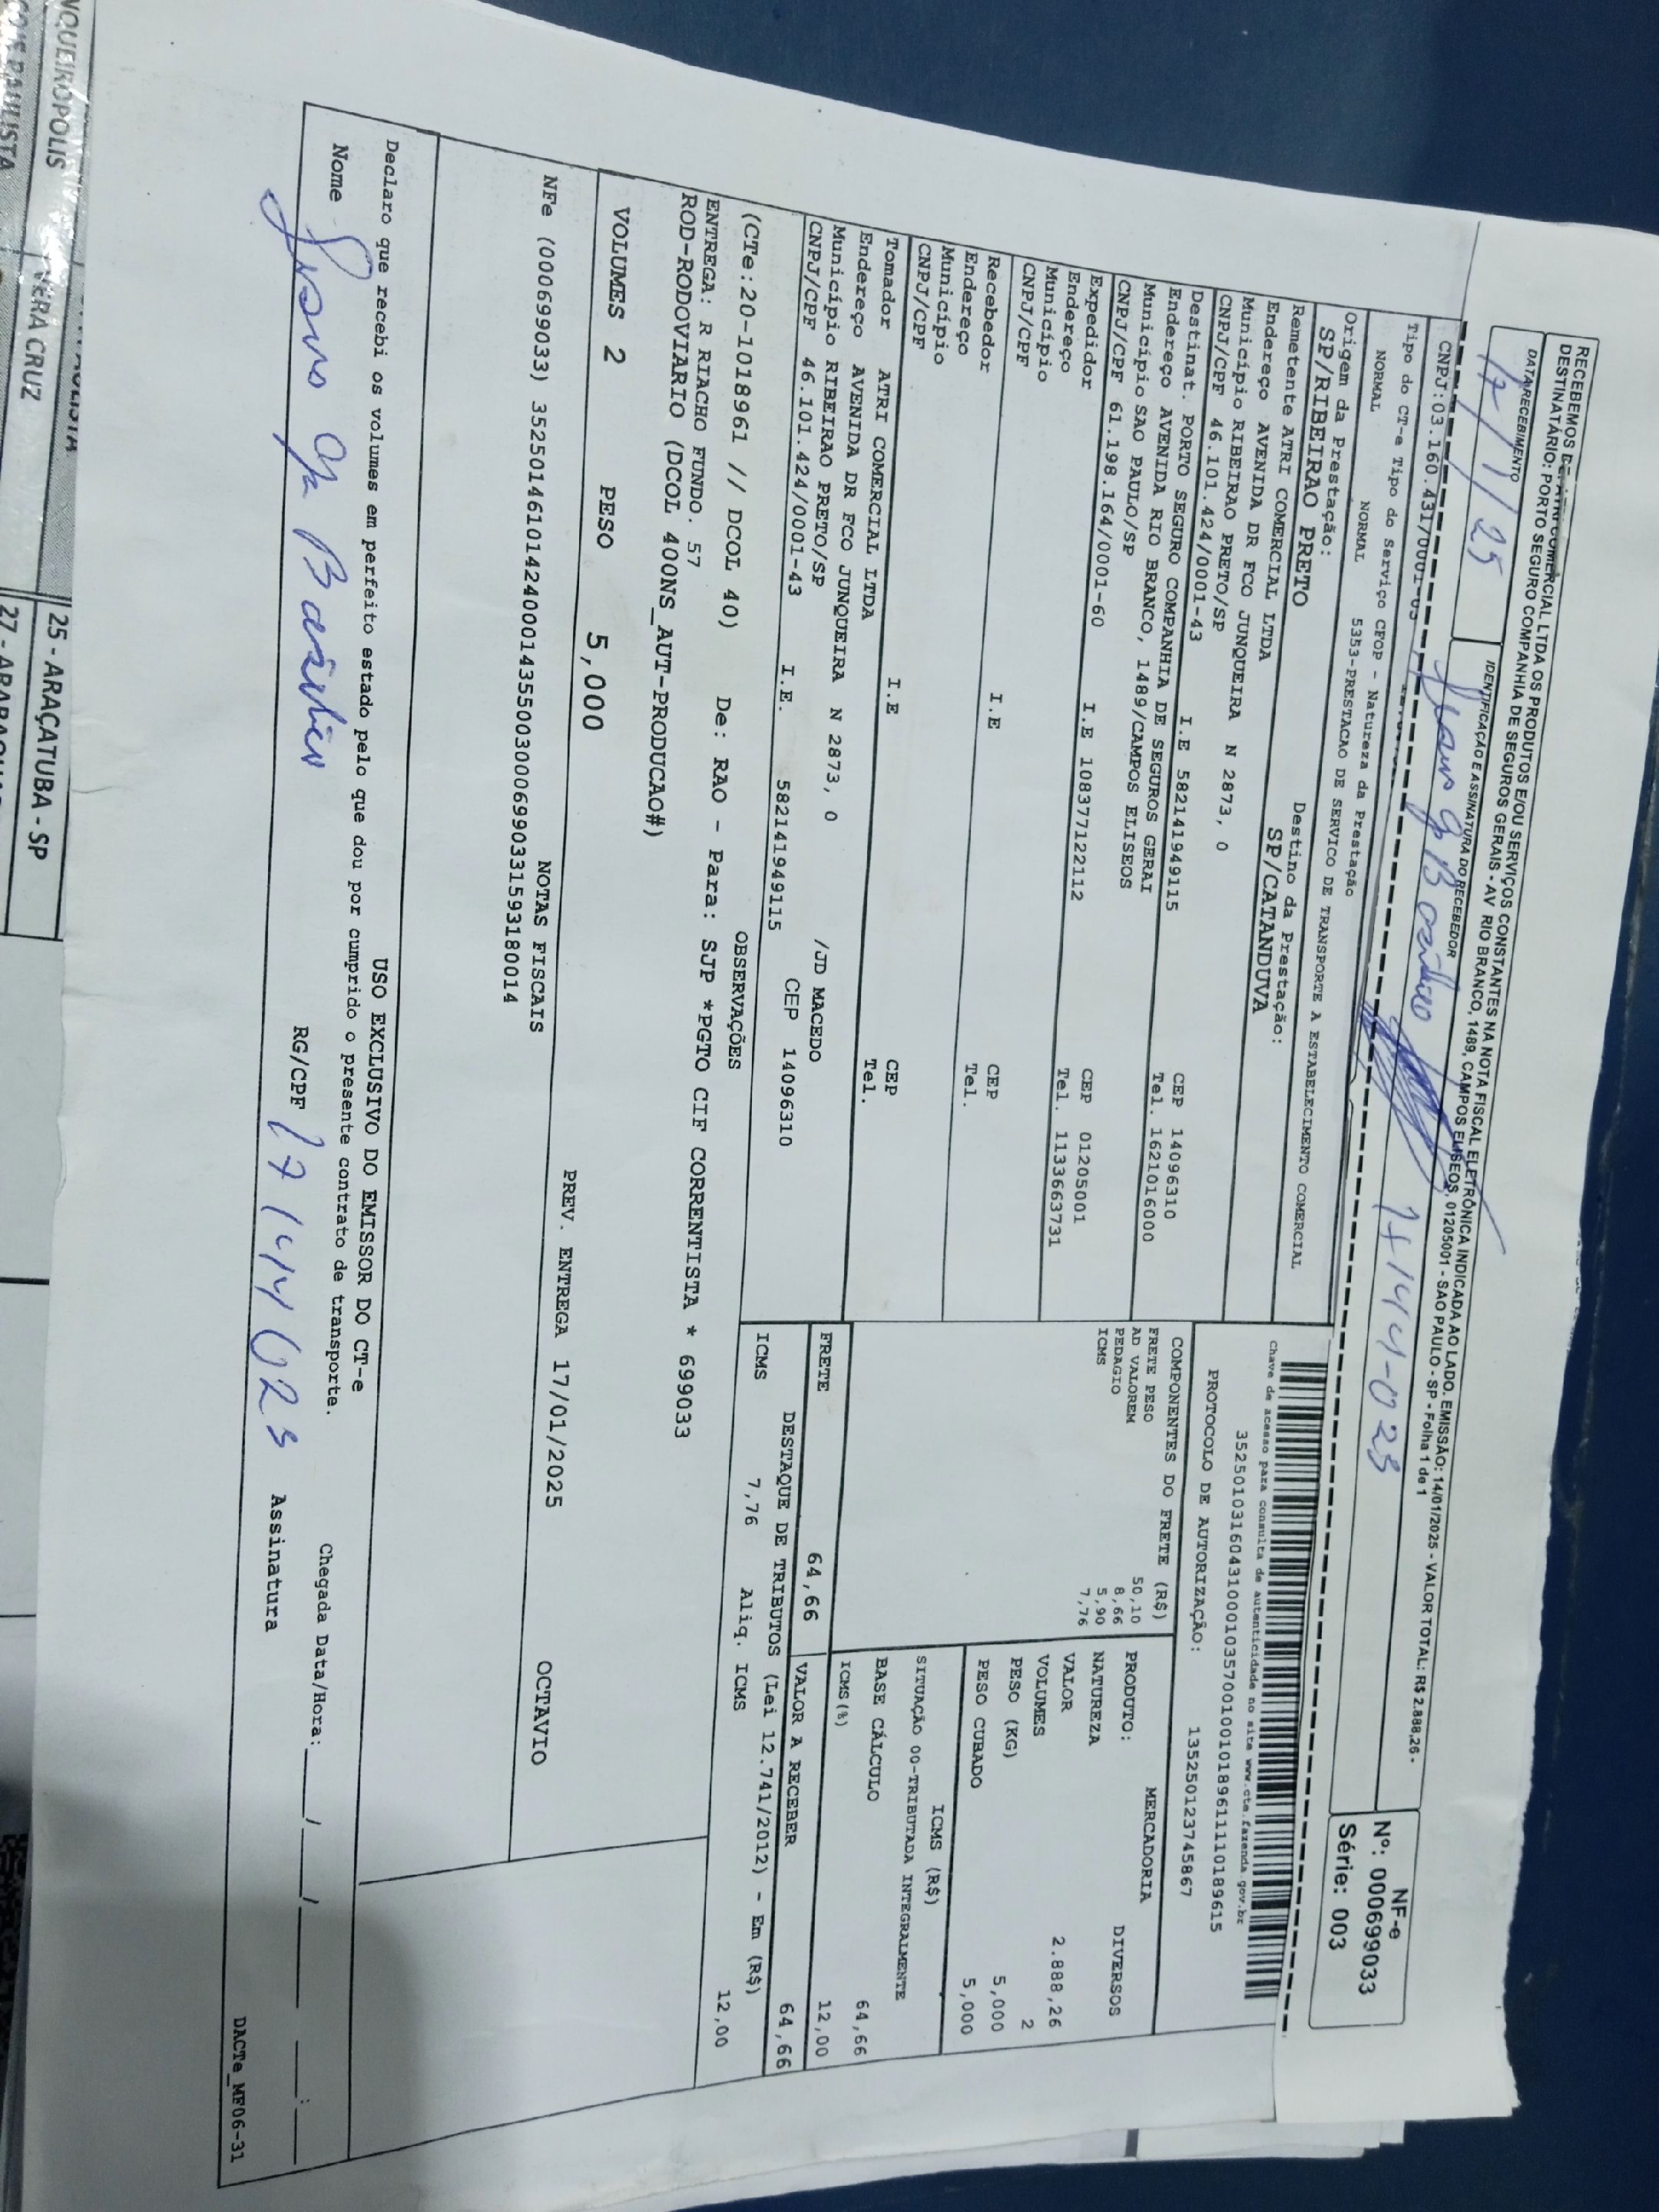 RECEBEMOS DE ATRI COMERCIAL LTDA OS PRODUTOS E/OU SERVIÇOS CONSTANTES NA NOTA FISCAL ELETRÔNICA INDICADA AO LADO. EMISSÃO: 14/01/2025 - VALOR TOTAL: R$ 2.888,26 -
DESTINATÁRIO: PORTO SEGURO COMPANHIA DE SEGUROS GERAIS - AV RIO BRANCO, 1489, CAMPOS ELISEOS, 01205001 - SAO PAULO - SP - Folha 1 de 1
NF-e
Nº: 000699033
Série: 003
DATA RECEBIMENTO
17/1/25
IDENTIFICAÇÃO E ASSINATURA DO RECEBEDOR
17144-023
CNPJ:03.160.431/0001-03
Tipo do CT-e Tipo do Serviço CFOP - Natureza da Prestação
NORMAL NORMAL 5353-PRESTACAO DE SERVICO DE TRANSPORTE A ESTABELECIMENTO COMERCIAL
Origem da Prestação: Destino da Prestação:
SP/RIBEIRAO PRETO SP/CATANDUVA
Chave de acesso para consulta de autenticidade no site www.cte.fazenda.gov.br
PROTOCOLO DE AUTORIZAÇÃO: 135250123745867
Remetente ATRI COMERCIAL LTDA
Endereço AVENIDA DR FCO JUNQUEIRA N 2873, 0
Município RIBEIRAO PRETO/SP CEP 14096310
CNPJ/CPF 46.101.424/0001-43 I.E 582141949115 Tel. 1621016000
Destinat. PORTO SEGURO COMPANHIA DE SEGUROS GERAI
Endereço AVENIDA RIO BRANCO, 1489/CAMPOS ELISEOS
Município SAO PAULO/SP CEP 01205001
CNPJ/CPF 61.198.164/0001-60 I.E 108377122112 Tel. 1133663731
Expedidor
Endereço
Município CEP
CNPJ/CPF I.E Tel.
Recebedor
Endereço
Município CEP
CNPJ/CPF I.E Tel.
Tomador ATRI COMERCIAL LTDA
Endereço AVENIDA DR FCO JUNQUEIRA N 2873, 0 /JD MACEDO
Município RIBEIRAO PRETO/SP CEP 14096310
CNPJ/CPF 46.101.424/0001-43 I.E. 582141949115
COMPONENTES DO FRETE (R$)
FRETE PESO 50,10
AD VALOREM 8,66
PEDAGIO 5,90
ICMS 7,76
MERCADORIA
PRODUTO: DIVERSOS
NATUREZA
VALOR 2.888,26
VOLUMES 2
PESO (KG) 5,000
PESO CUBADO 5,000
ICMS (R$)
SITUAÇÃO 00-TRIBUTADA INTEGRALMENTE
BASE CÁLCULO 64,66
ICMS(%) 12,00
FRETE 64,66 VALOR A RECEBER 64,66
DESTAQUE DE TRIBUTOS (Lei 12.741/2012) - Em (R$)
ICMS 7,76 Aliq. ICMS 12,00
OBSERVAÇÕES
(CTe:20-1018961 // DCOL 40) De: RAO - Para: SJP *PGTO CIF CORRENTISTA * 699033
ENTREGA: R RIACHO FUNDO. 57
ROD-RODOVIARIO (DCOL 400NS_AUT-PRODUCAO#)
VOLUMES 2 PESO 5,000 PREV. ENTREGA 17/01/2025 OCTAVIO
NOTAS FISCAIS
NFe (000699033) 35250146101424000143550030006990331593180014
USO EXCLUSIVO DO EMISSOR DO CT-e
Declaro que recebi os volumes em perfeito estado pelo que dou por cumprido o presente contrato de transporte.
Chegada Data/Hora:___/___/_____ ___:___
Nome RG/CPF 17144023 Assinatura
DACTe_MF06-31
25 - ARAÇATUBA - SP
VERA CRUZ